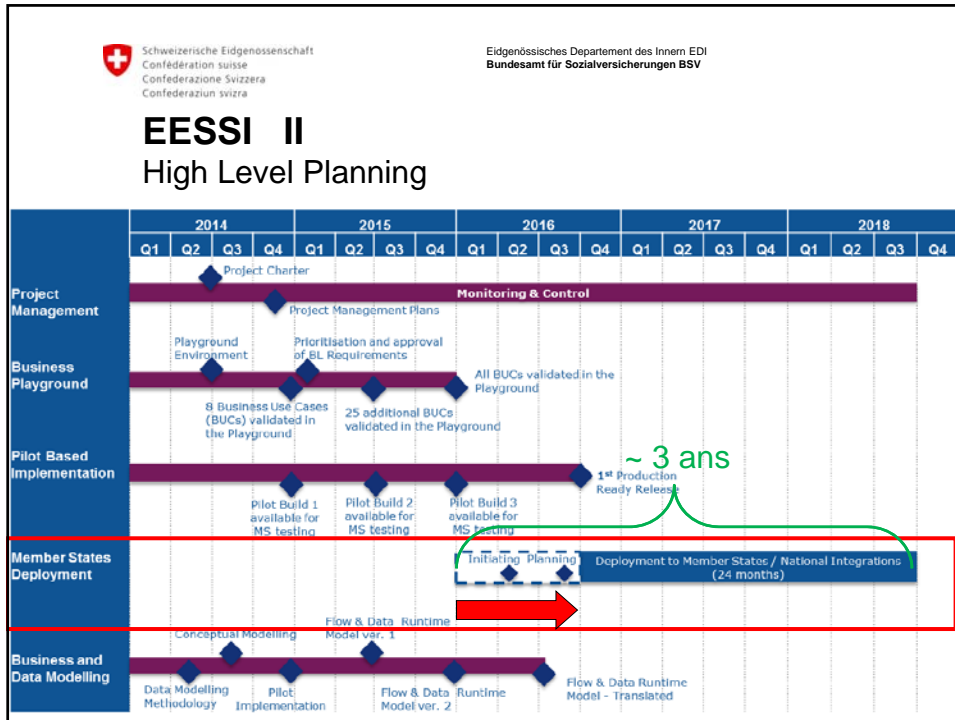 Schweizerische Eidgenossenschaft
Confédération suisse
Confederazione Svizzera
Confederaziun svizra
Eidgenössisches Departement des Innern EDI
Bundesamt für Sozialversicherungen BSV
EESSI II
High Level Planning
2014 2015 2016 2017 2018
Q1 Q2 Q3 Q4 Q1 Q2 Q3 Q4 Q1 Q2 Q3 Q4 Q1 Q2 Q3 Q4 Q1 Q2 Q3 Q4
Project
Management
Project Charter
Monitoring & Control
Project Management Plans
Business
Playground
Playground
Environment
Prioritisation and approval
of BL Requirements
All BUCs validated in the
Playground
8 Business Use Cases
(BUCs) validated in
the Playground
25 additional BUCs
validated in the Playground
Pilot Based
Implementation
~ 3 ans
1st Production
Ready Release
Pilot Build 1
available for
MS testing
Pilot Build 2
available for
MS testing
Pilot Build 3
available for
MS testing
Member States
Deployment
Initiating Planning
Deployment to Member States / National Integrations
(24 months)
Business and
Data Modelling
Conceptual Modelling
Flow & Data Runtime
Model ver. 1
Data Modelling
Methodology
Pilot
Implementation
Flow & Data Runtime
Model ver. 2
Flow & Data Runtime
Model - Translated